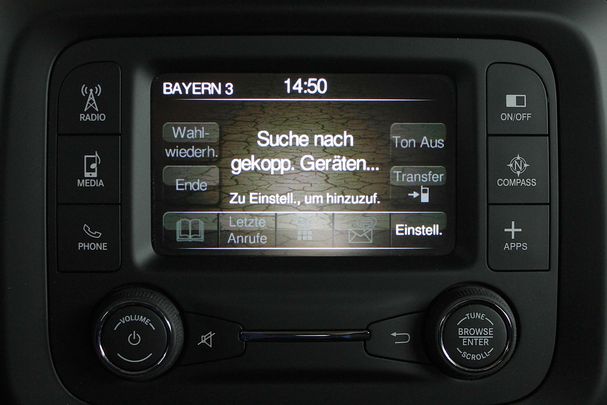 BAYERN 3 14:50
RADIO
MEDIA
PHONE
Wahl-
wiederh.
Ende
Suche nach
gekopp. Geräten...
Zu Einstell., um hinzuzuf.
Ton Aus
Transfer
Letzte
Anrufe
Einstell.
ON/OFF
N
COMPASS
APPS
VOLUME
TUNE
BROWSE
ENTER
SCROLL